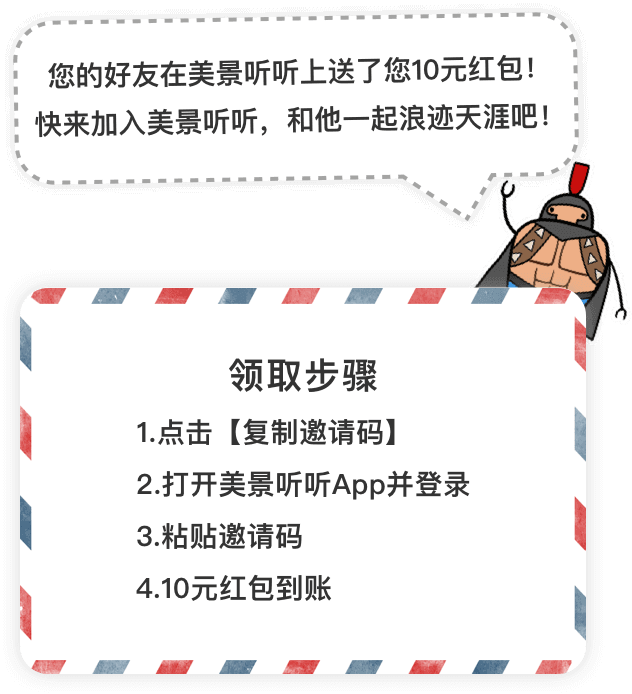 您的好友在美景听听上送了您10元红包！
快来加入美景听听，和他一起浪迹天涯吧！
领取步骤
1.点击【复制邀请码】
2.打开美景听听App并登录
3.粘贴邀请码
4.10元红包到账